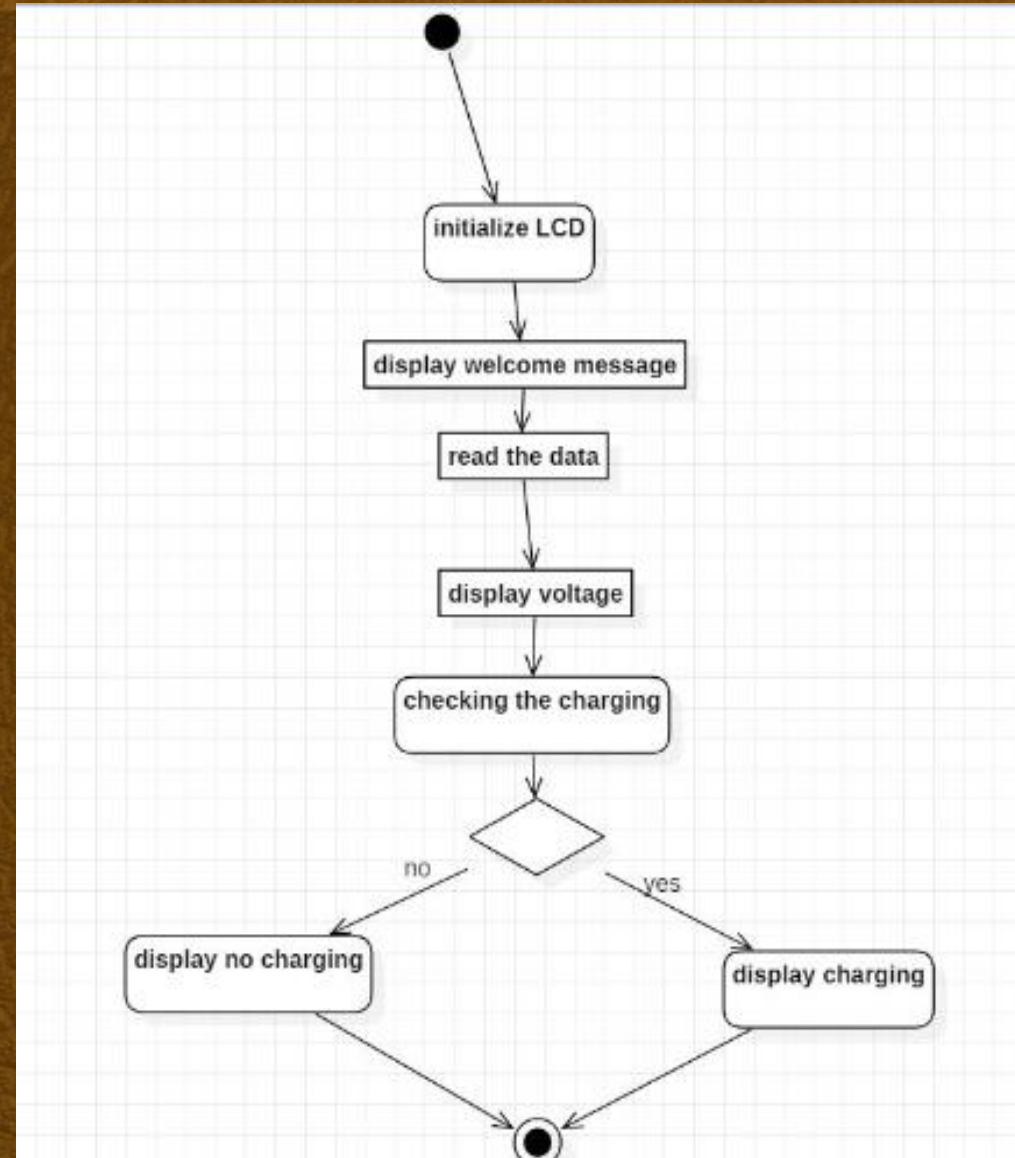 initialize LCD
display welcome message
read the data
display voltage
checking the charging
no
yes
display no charging
display charging